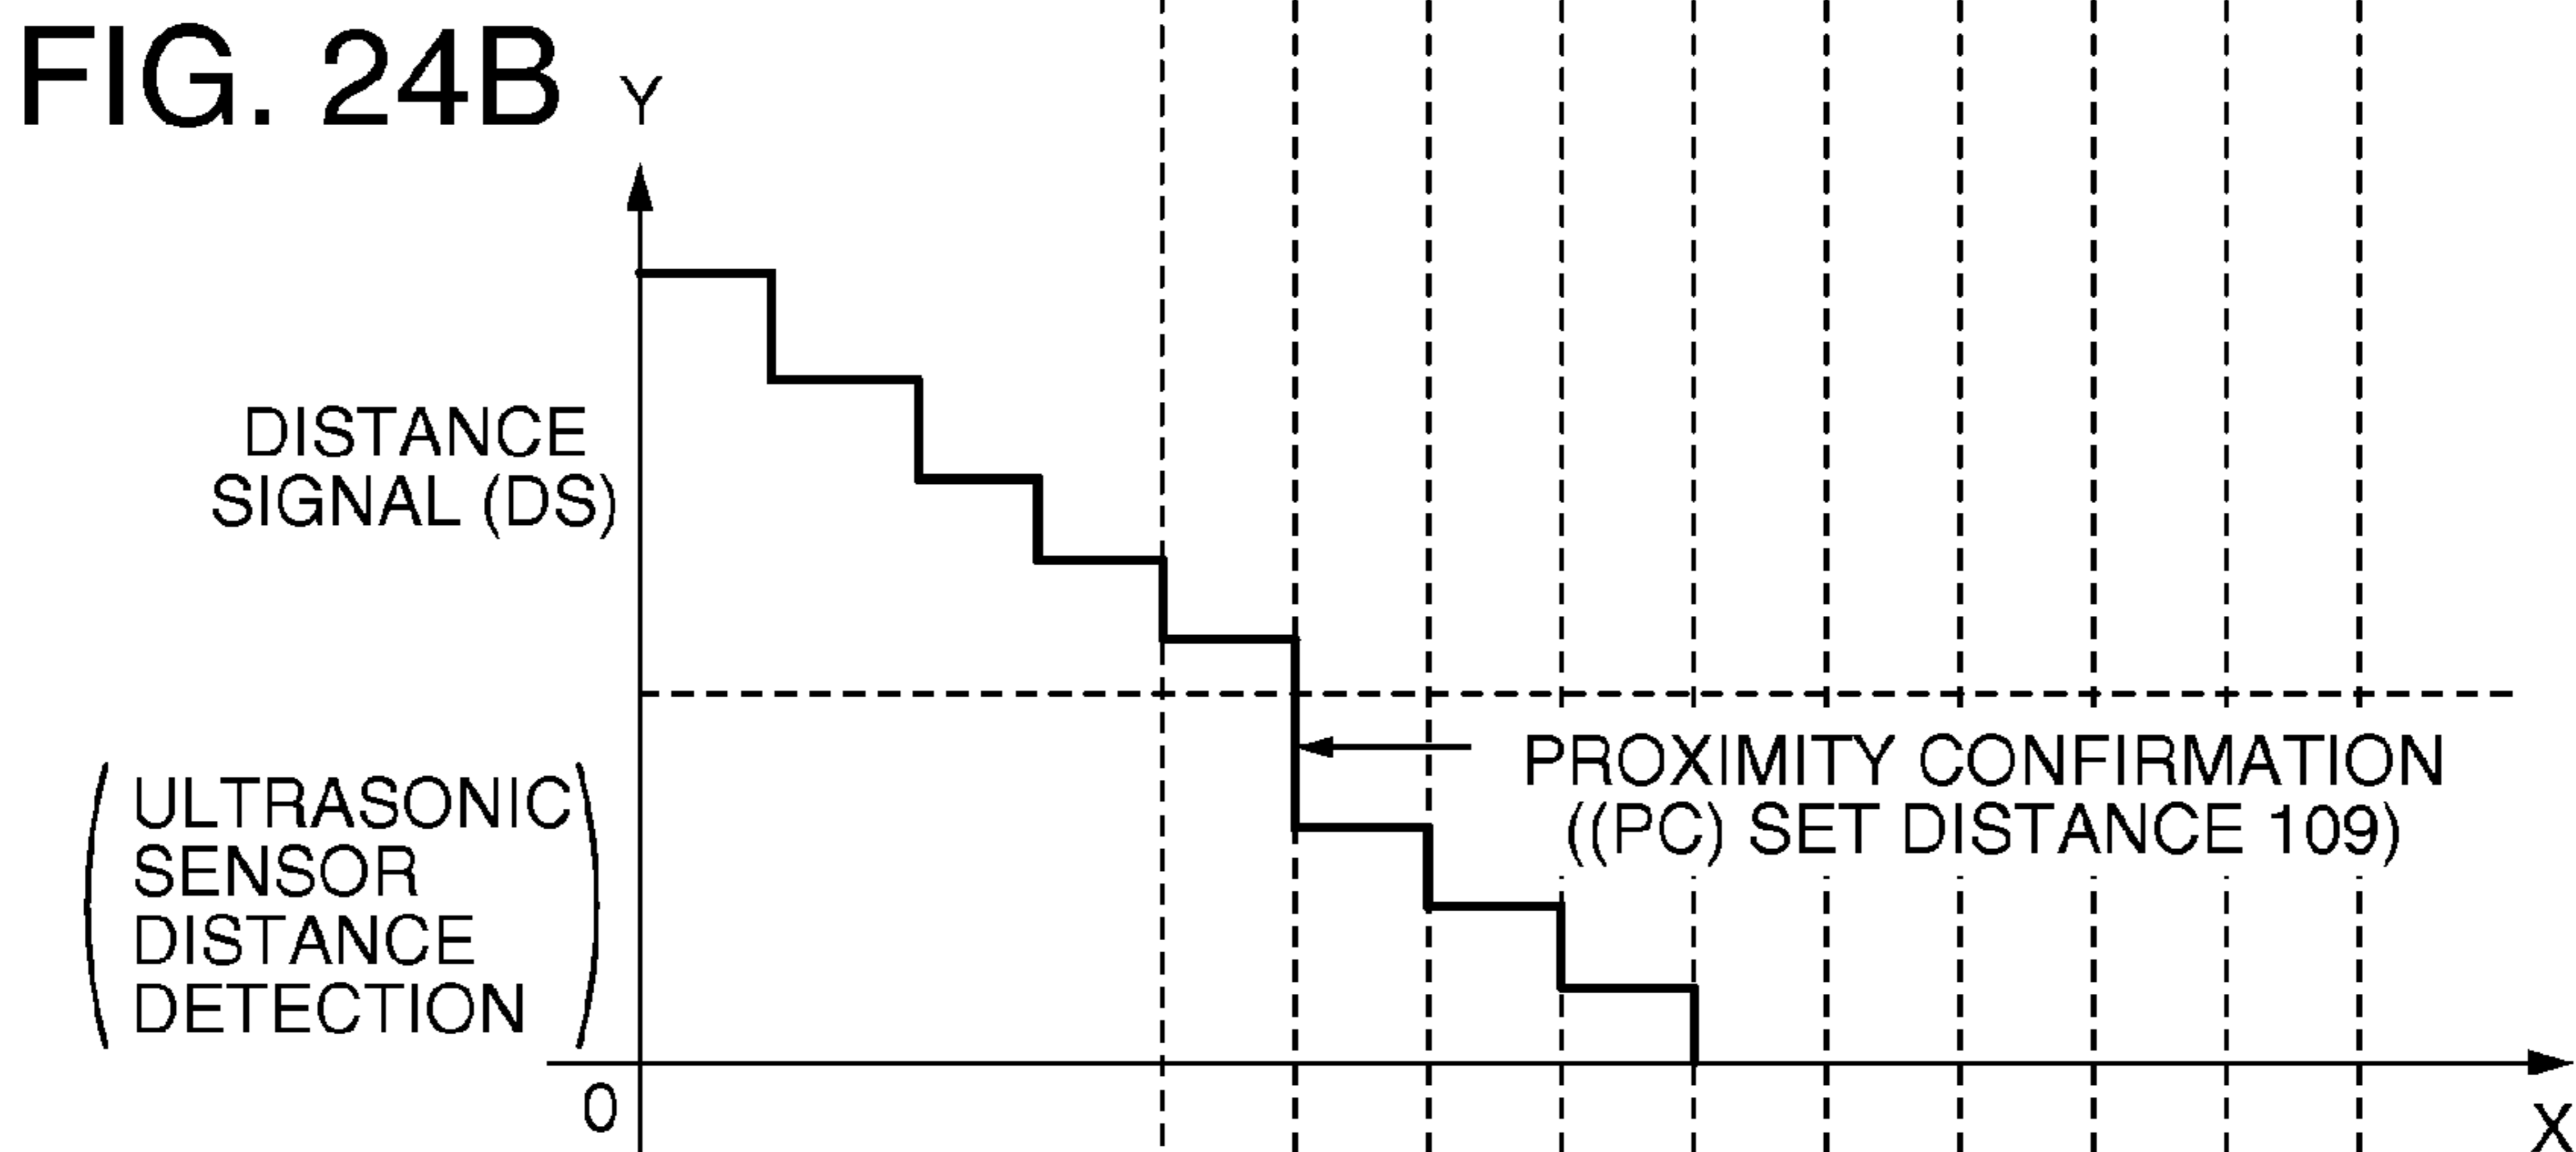 FIG. 24B
Y
DISTANCE
SIGNAL (DS)
PROXIMITY CONFIRMATION
((PC) SET DISTANCE 109)
ULTRASONIC
SENSOR
DISTANCE
DETECTION
0
X